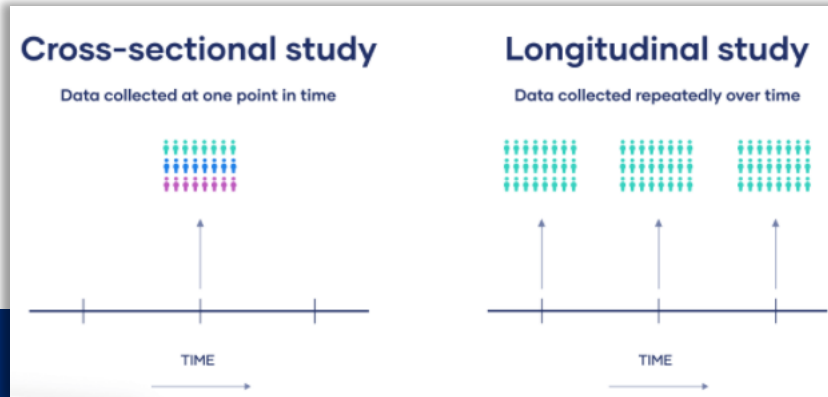 Cross-sectional study
Data collected at one point in time
TIME
Longitudinal study
Data collected repeatedly over time
TIME